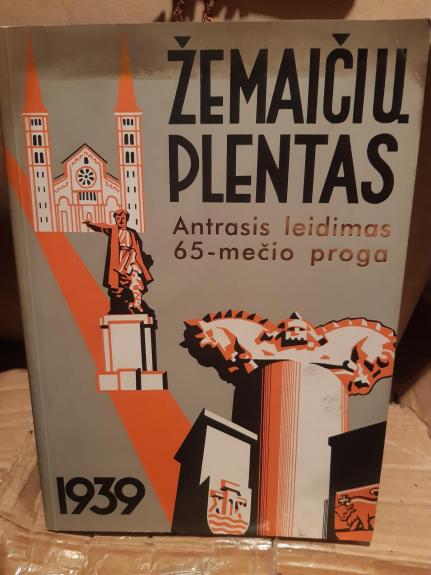 ŽEMAIČIŲ
PLENTAS
Antrasis leidimas
65-mečio proga
1939